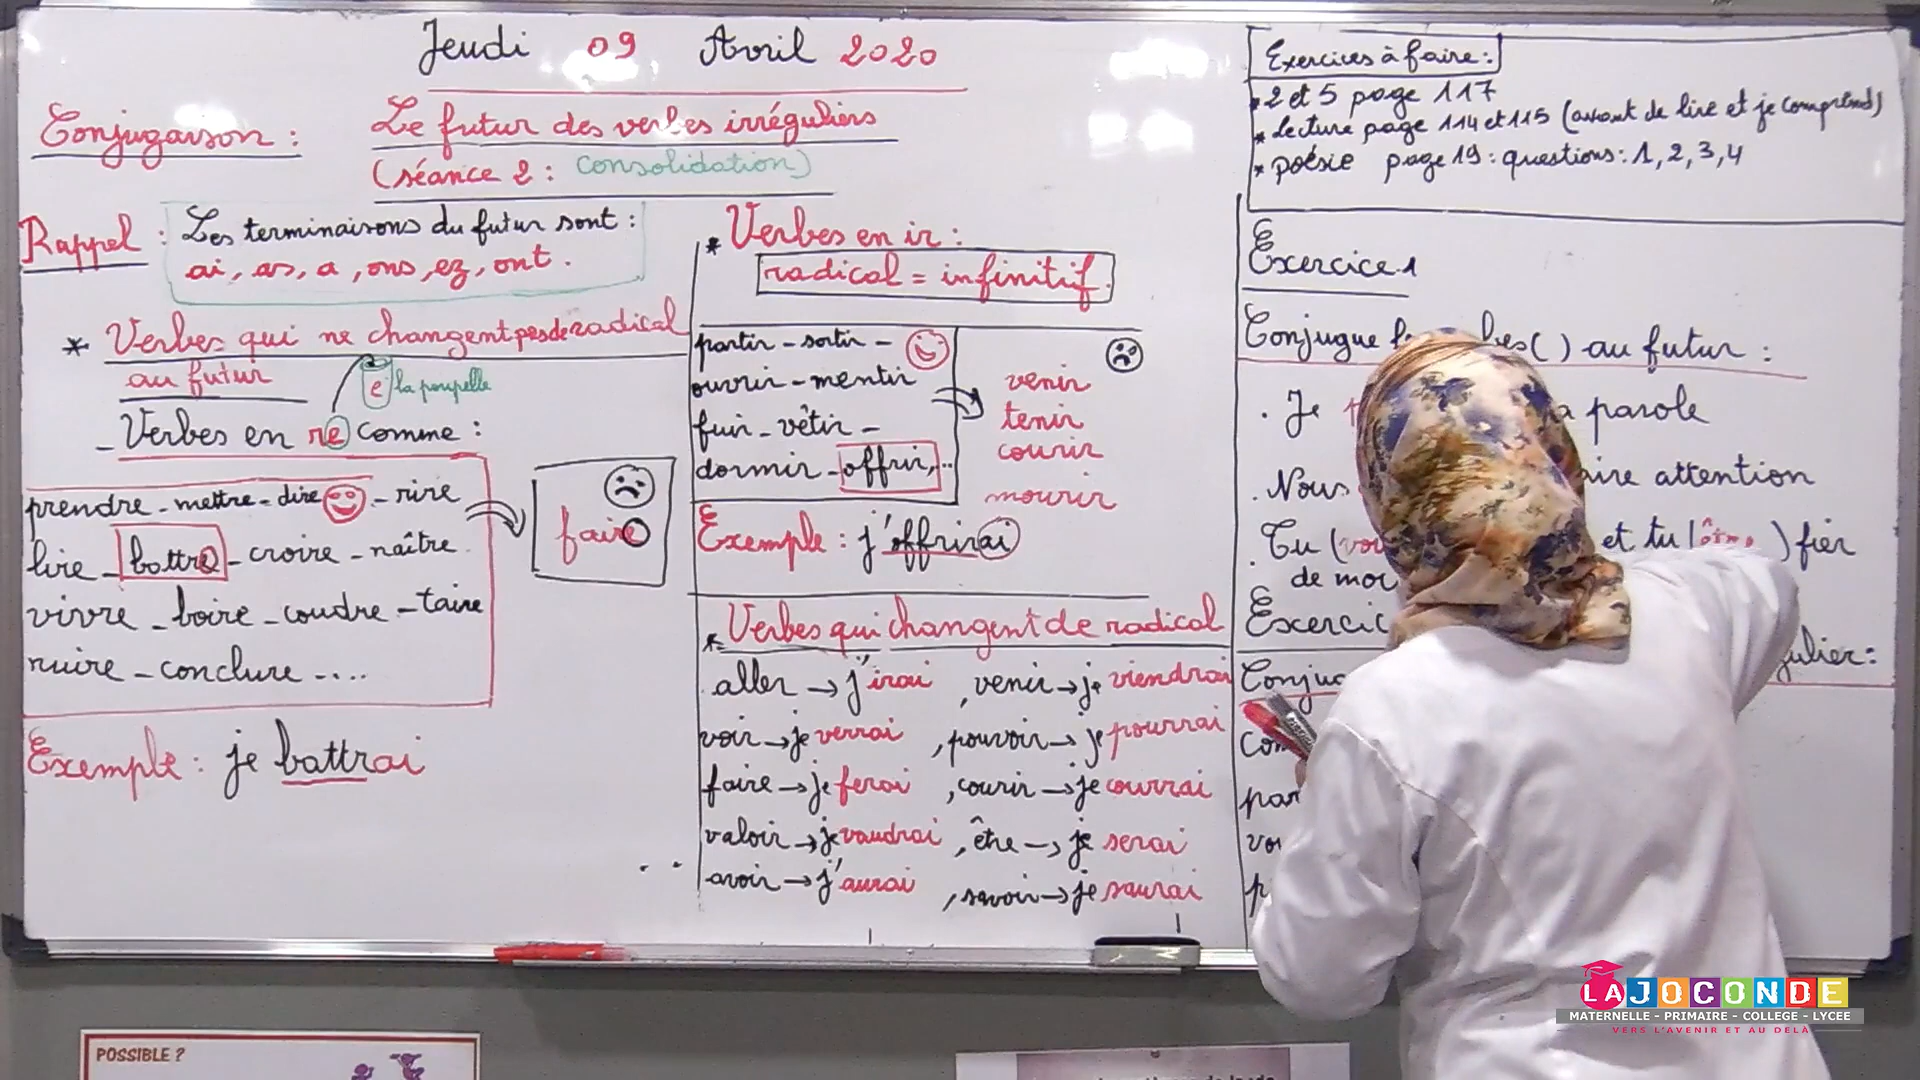 Jeudi 09 Avril 2020
Conjugaison :
Le futur des verbes irréguliers
(séance 2 : consolidation)
Rappel :
Les terminaisons du futur sont :
ai, as, a, ons, ez, ont.
* Verbes qui ne changent pas de radical
au futur
e la poupelle
- Verbes en re comme :
prendre - mettre - dire - rire
lire - battre - croire - naître
vivre - boire - coudre - taire
nuire - conclure - ....
faire
Exemple : je battrai
* Verbes en ir :
radical = infinitif.
partir - sortir -
ouvrir - mentir
fuir - vêtir -
dormir - offrir, ...
venir
tenir
courir
mourir
Exemple : j'offrirai
* Verbes qui changent de radical
aller → j'irai , venir → je viendrai
voir → je verrai , pouvoir → je pourrai
faire → je ferai , courir → je courrai
valoir → je vaudrai , être → je serai
avoir → j'aurai , savoir → je saurai
Exercices à faire :
* 2 et 5 page 117
* lecture page 114 et 115 (avant de lire et je comprends)
* poésie page 19 : questions : 1, 2, 3, 4
Exercice 1
Conjugue ( ) au futur :
. Je parole
. Nous attention
. Tu ( et tu ( ) fier
de moi
POSSIBLE ?
LAJOCONDE
MATERNELLE - PRIMAIRE - COLLEGE - LYCEE
VERS L'AVENIR ET AU DELÀ